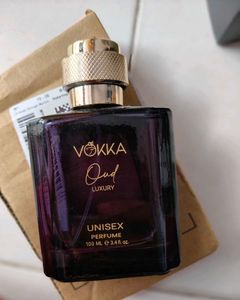 VOKKA
Oud
LUXURY
UNISEX
PERFUME
100 ML ℮ 3.4 fl. oz